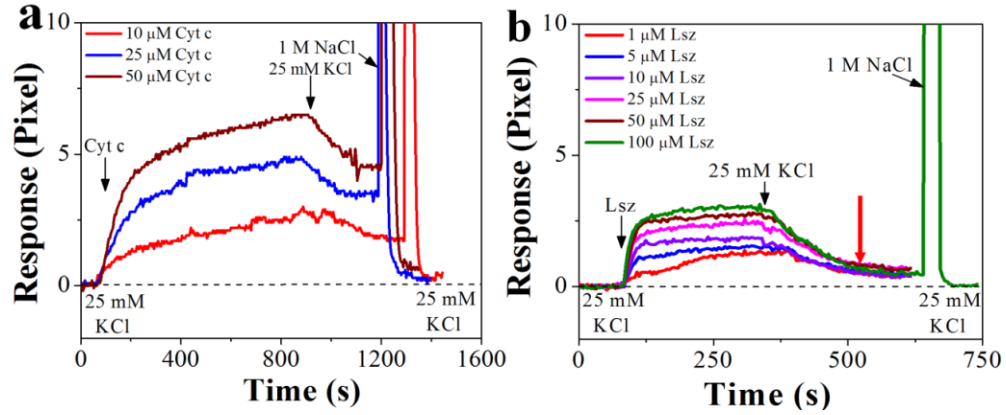 a
10
5
0
Response (Pixel)
10 μM Cyt c
25 μM Cyt c
50 μM Cyt c
1 M NaCl
25 mM KCl
Cyt c
25 mM
KCl
25 mM
KCl
0
400
800
1200
1600
Time (s)
b
10
5
0
Response (Pixel)
1 μM Lsz
5 μM Lsz
10 μM Lsz
25 μM Lsz
50 μM Lsz
100 μM Lsz
1 M NaCl
25 mM KCl
Lsz
25 mM
KCl
25 mM
KCl
0
250
500
750
Time (s)